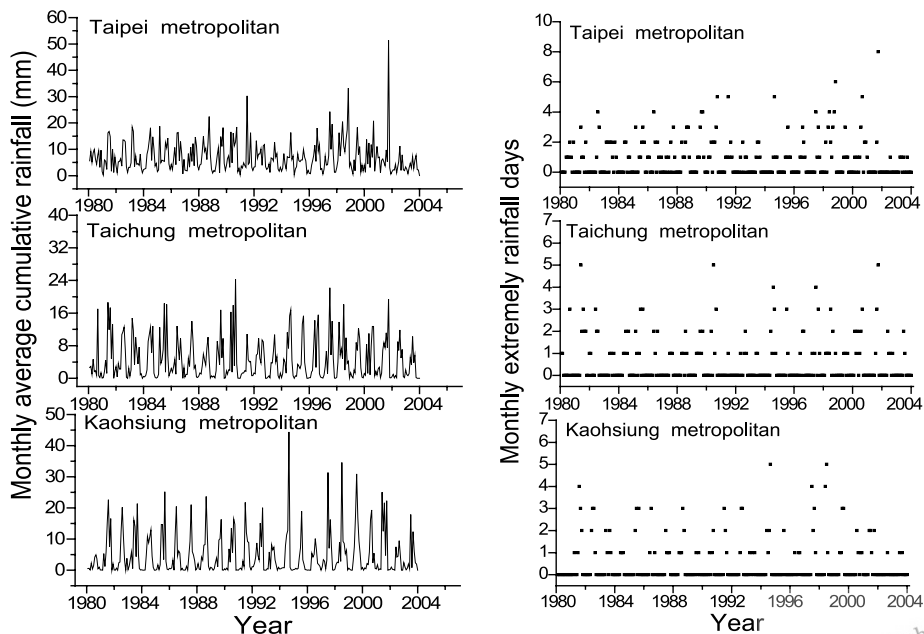 Monthly average cumulative rainfall (mm)
Taipei metropolitan
60
50
40
30
20
10
0
1980 1984 1988 1992 1996 2000 2004
Taichung metropolitan
40
32
24
16
8
0
1980 1984 1988 1992 1996 2000 2004
Kaohsiung metropolitan
50
40
30
20
10
0
1980 1984 1988 1992 1996 2000 2004
Year
Monthly extremely rainfall days
Taipei metropolitan
10
8
6
4
2
0
1980 1984 1988 1992 1996 2000 2004
Taichung metropolitan
7
6
5
4
3
2
1
0
1980 1984 1988 1992 1996 2000 2004
Kaohsiung metropolitan
7
6
5
4
3
2
1
0
1980 1984 1988 1992 1996 2000 2004
Year